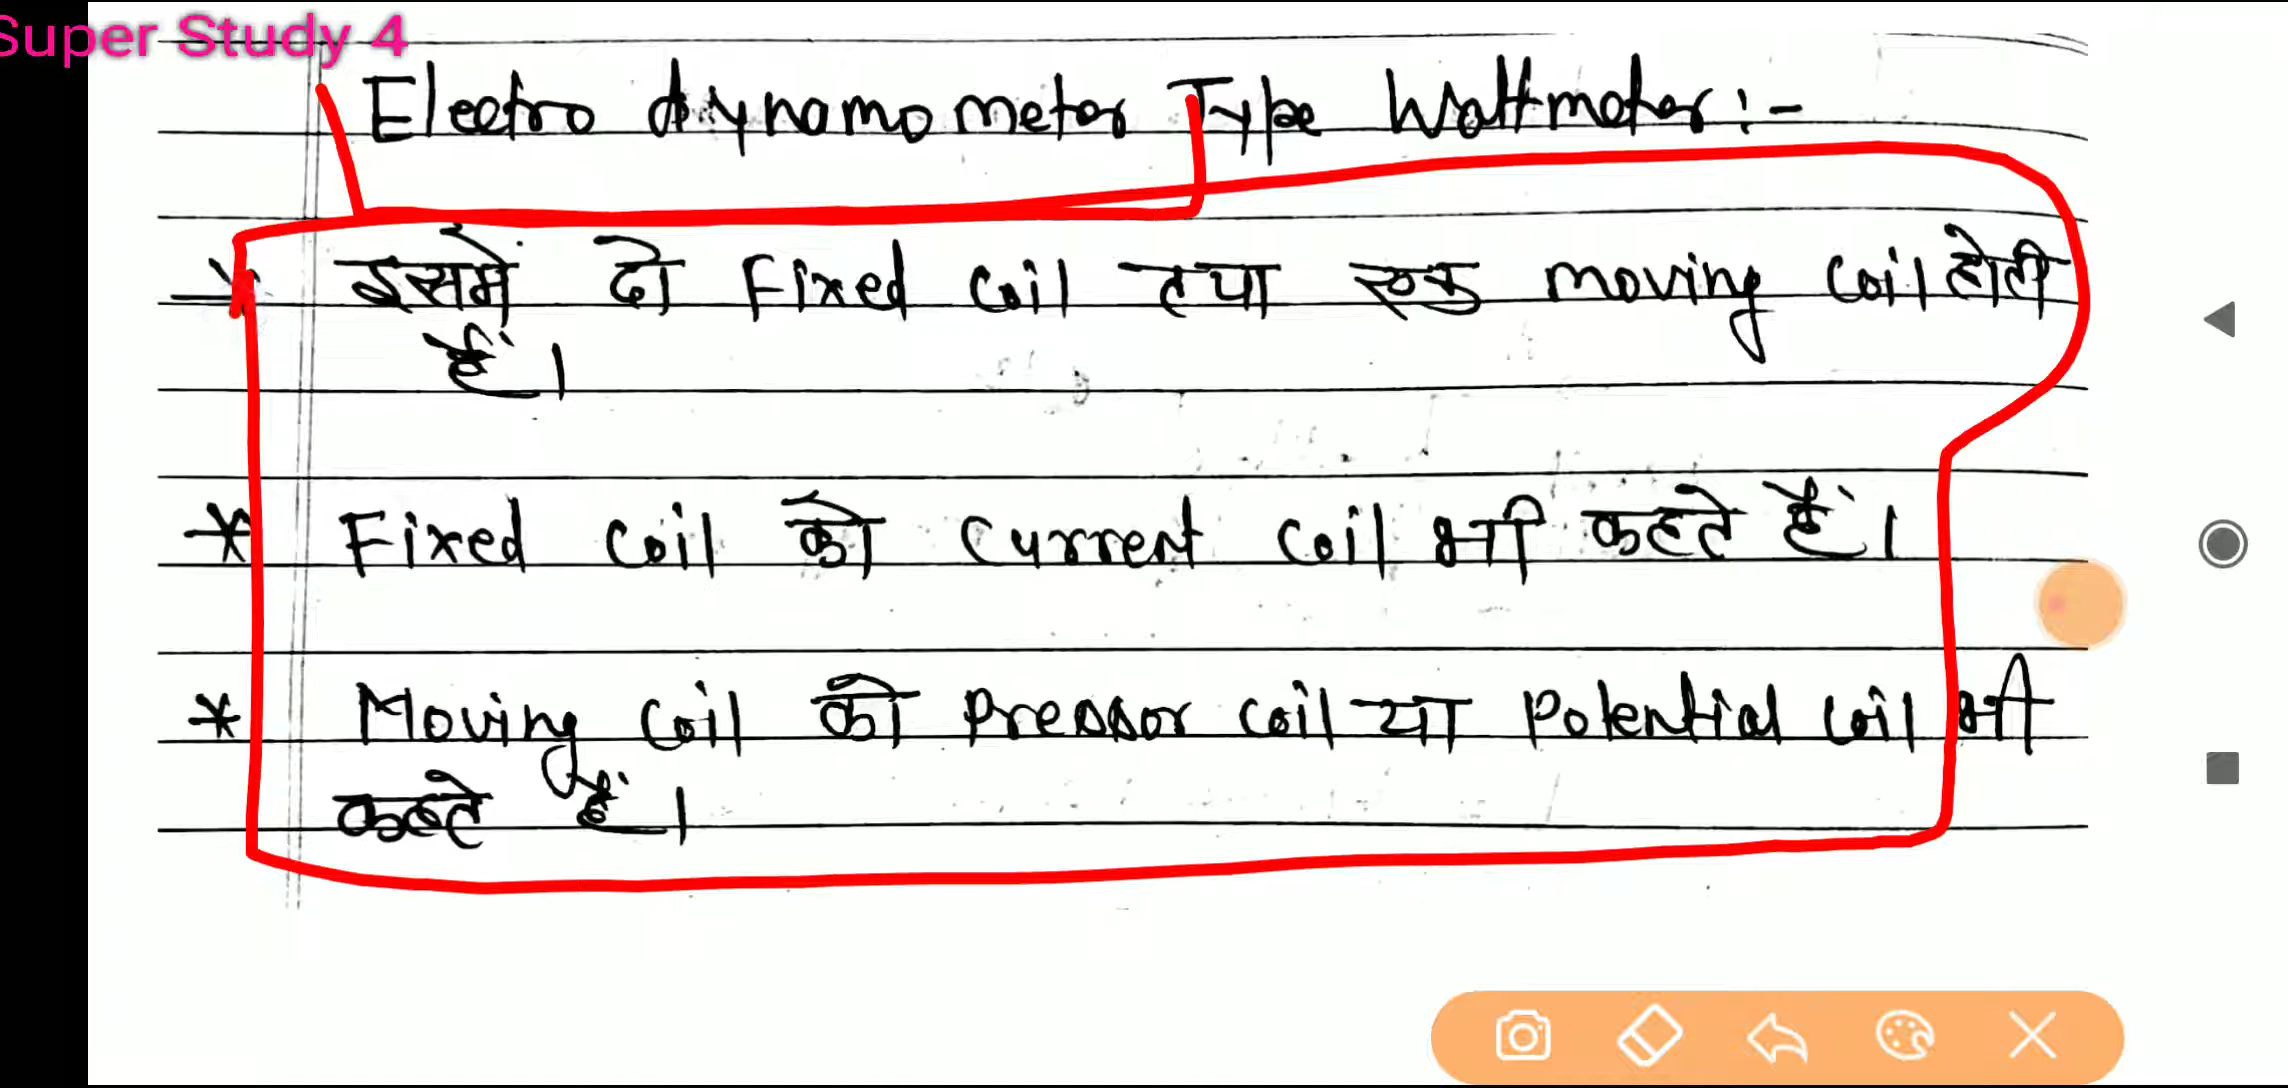 Super Study 4
Electro dynamometer Type Wattmeter:-
* इसमें दो Fixed coil तथा एक moving coil होती
हैं।
* Fixed coil को Current coil भी कहते हैं।
* Moving coil को Pressor coil या Potential coil भी
कहते हैं।